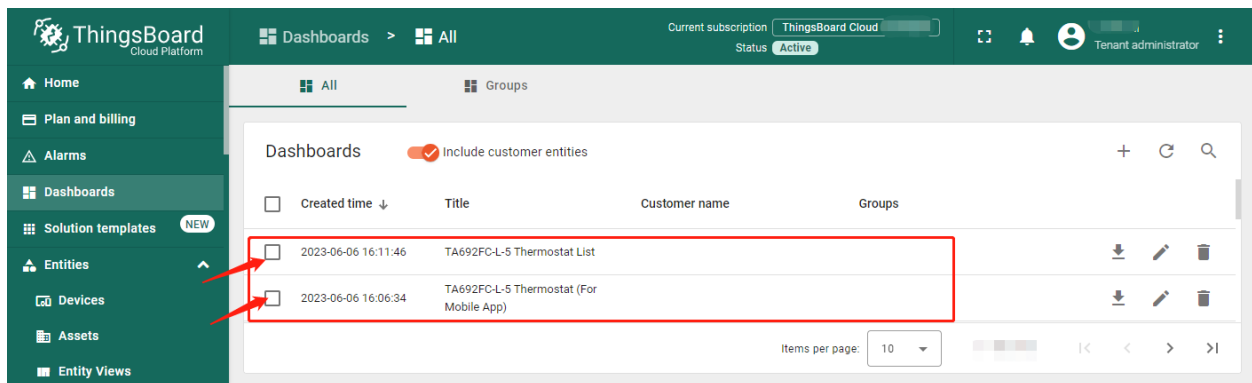 ThingsBoard
Cloud Platform
Dashboards > All
Current subscription ThingsBoard Cloud
Status Active
Tenant administrator
Home
Plan and billing
Alarms
Dashboards
Solution templates NEW
Entities
Devices
Assets
Entity Views
All Groups
Dashboards Include customer entities
Created time Title Customer name Groups
2023-06-06 16:11:46 TA692FC-L-5 Thermostat List
2023-06-06 16:06:34 TA692FC-L-5 Thermostat (For
Mobile App)
Items per page: 10